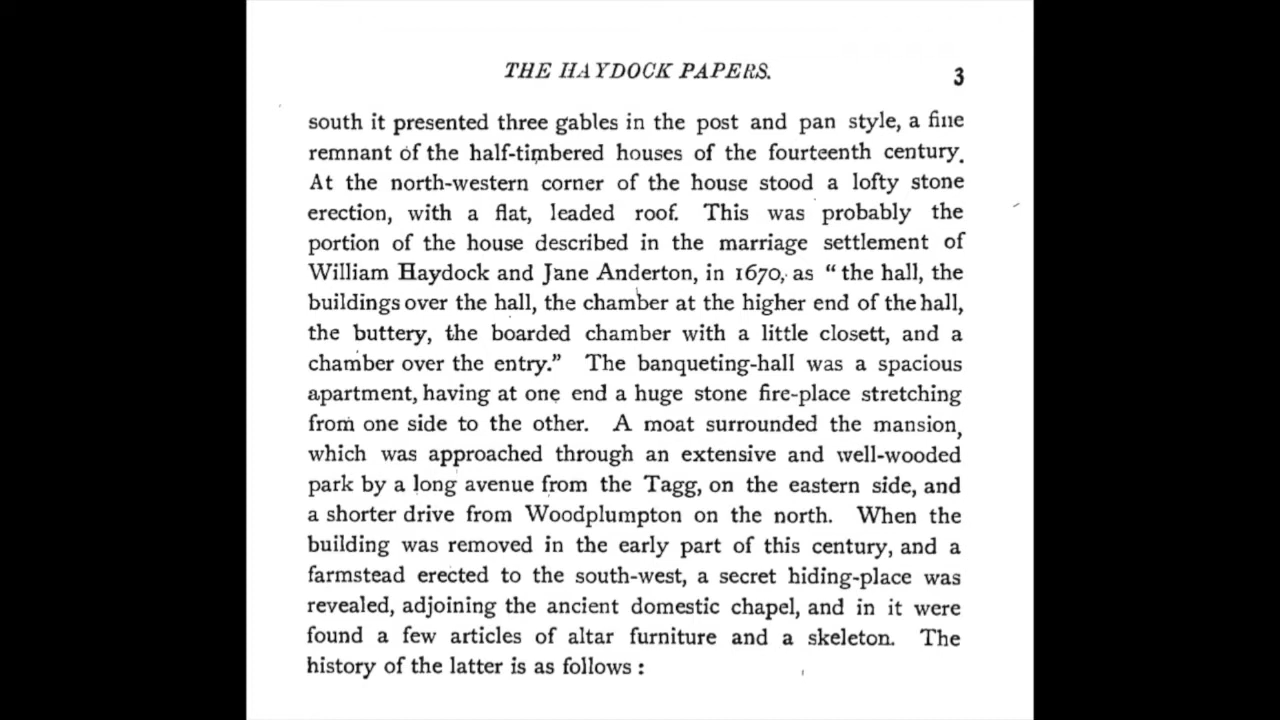 THE HAYDOCK PAPERS.
3
south it presented three gables in the post and pan style, a fine
remnant of the half-timbered houses of the fourteenth century.
At the north-western corner of the house stood a lofty stone
erection, with a flat, leaded roof. This was probably the
portion of the house described in the marriage settlement of
William Haydock and Jane Anderton, in 1670, as “the hall, the
buildings over the hall, the chamber at the higher end of the hall,
the buttery, the boarded chamber with a little closett, and a
chamber over the entry.” The banqueting-hall was a spacious
apartment, having at one end a huge stone fire-place stretching
from one side to the other. A moat surrounded the mansion,
which was approached through an extensive and well-wooded
park by a long avenue from the Tagg, on the eastern side, and
a shorter drive from Woodplumpton on the north. When the
building was removed in the early part of this century, and a
farmstead erected to the south-west, a secret hiding-place was
revealed, adjoining the ancient domestic chapel, and in it were
found a few articles of altar furniture and a skeleton. The
history of the latter is as follows :